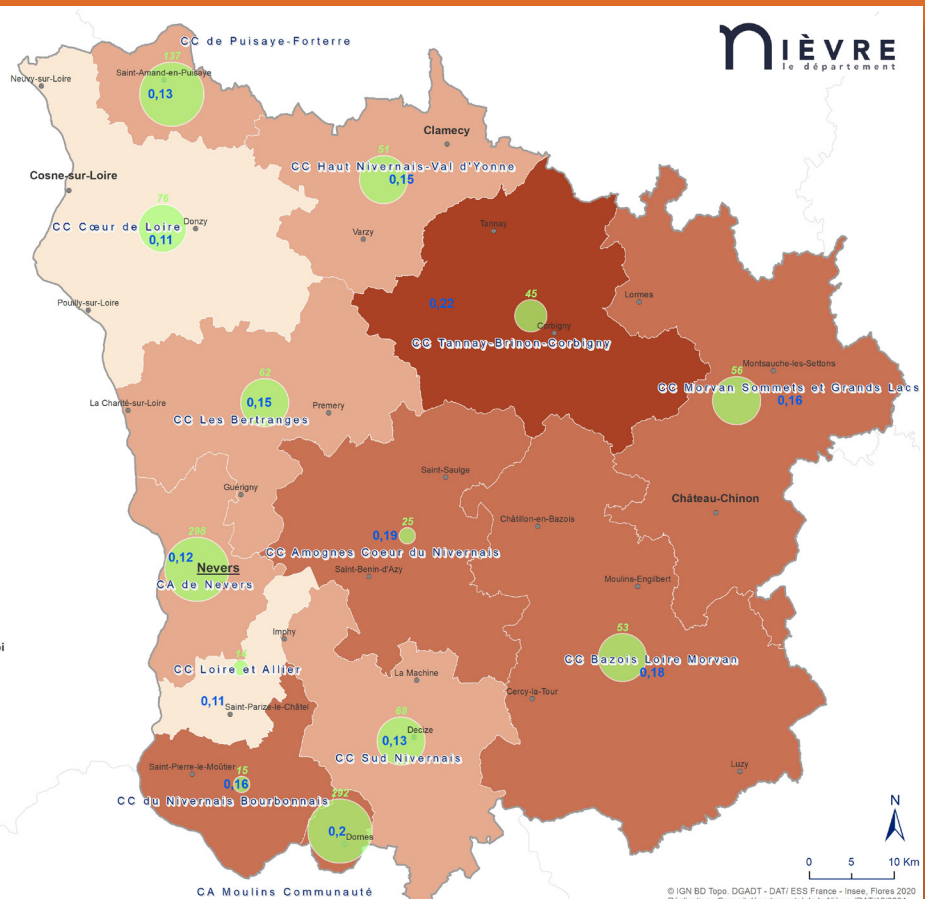 NIÈVRE
le département
CC de Puisaye-Forterre
137
Neuvy-sur-Loire
Saint-Amand-en-Puisaye
0,13
Clamecy
51
CC Haut Nivernais-Val d'Yonne
0,15
Cosne-sur-Loire
76
CC Cœur de Loire
Donzy
0,11
Varzy
Tannay
Pouilly-sur-Loire
0,22
45
Corbigny
CC Tannay-Brinon-Corbigny
Lormes
Montsauche-les-Settons
56
CC Morvan Sommets et Grands Lacs
0,16
62
La Charité-sur-Loire
0,15
Premery
CC Les Bertranges
Saint-Saulge
Guérigny
Château-Chinon
Châtillon-en-Bazois
25
0,19
CC Amognes Coeur du Nivernais
298
0,12
Nevers
CA de Nevers
Saint-Benin-d'Azy
Moulins-Engilbert
Imphy
53
CC Bazois Loire Morvan
0,18
14
CC Loire et Allier
La Machine
0,11
Saint-Parize-le-Châtel
Cercy-la-Tour
68
Decize
0,13
CC Sud Nivernais
Saint-Pierre-le-Moûtier
15
0,16
CC du Nivernais Bourbonnais
Luzy
292
0,2
Dornes
CA Moulins Communauté
N
0 5 10 Km
© IGN BD Topo. DGADT - DAT/ ESS France - Insee, Flores 2020